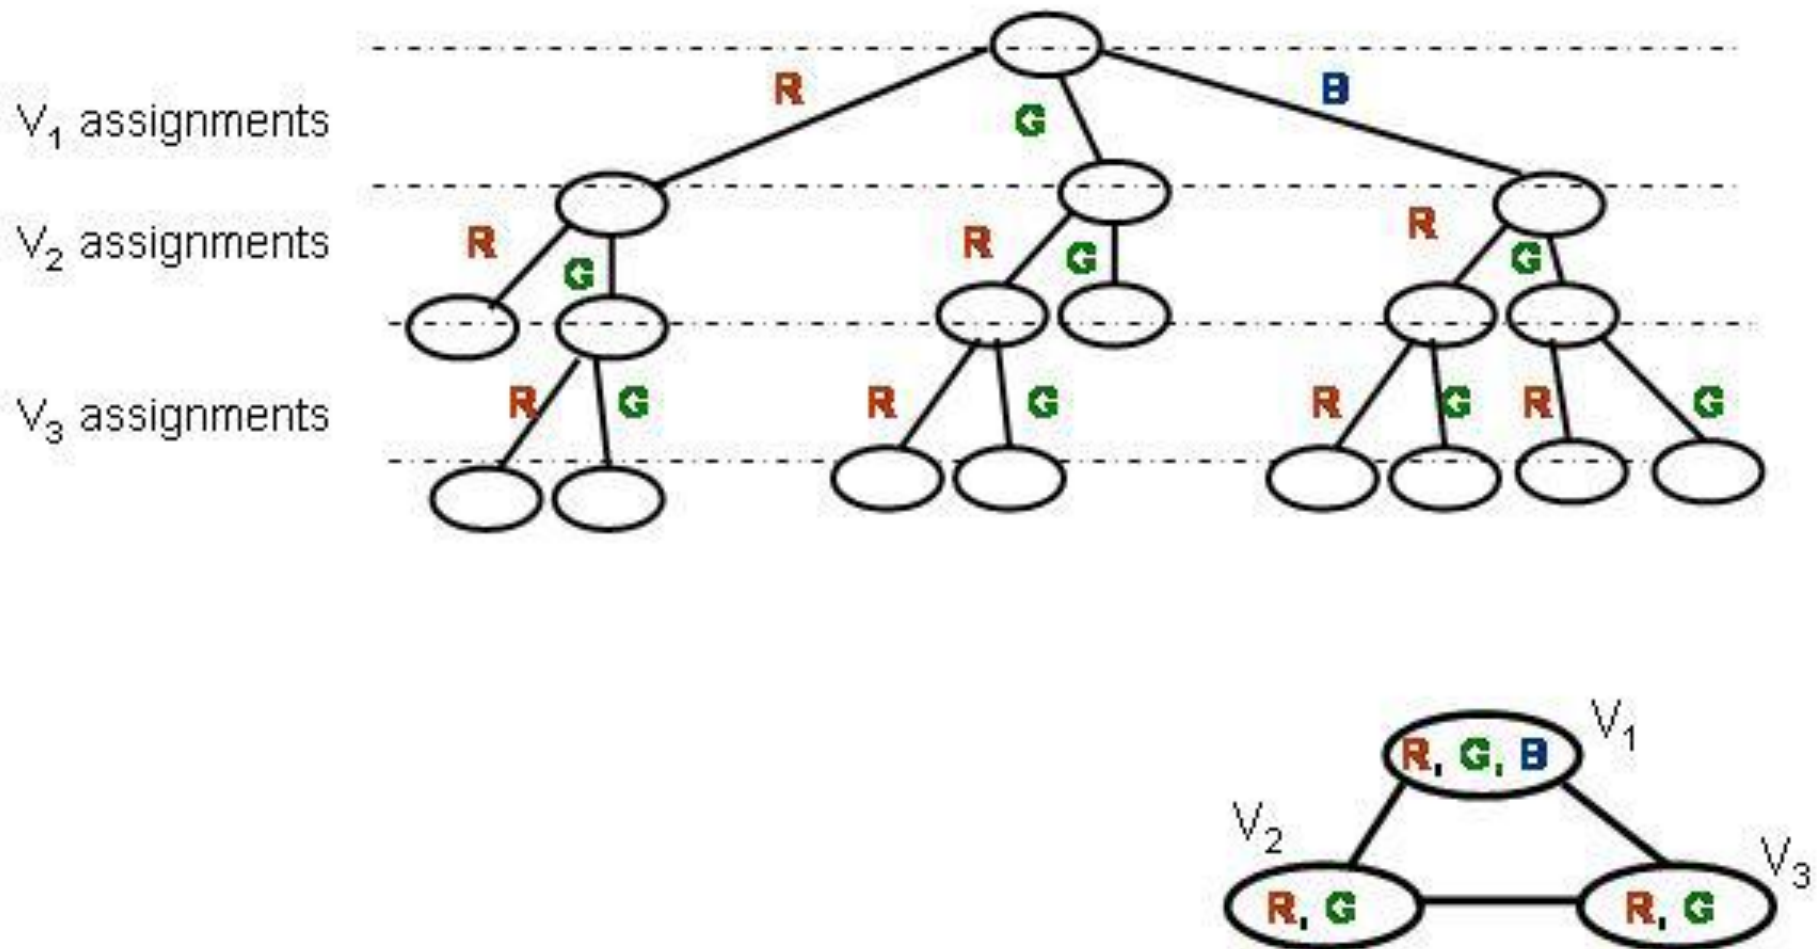 R B
V1 assignments G
V2 assignments R G R G R G
V3 assignments R G R G R G R G
V1
R, G, B
V2
V3
R, G R, G